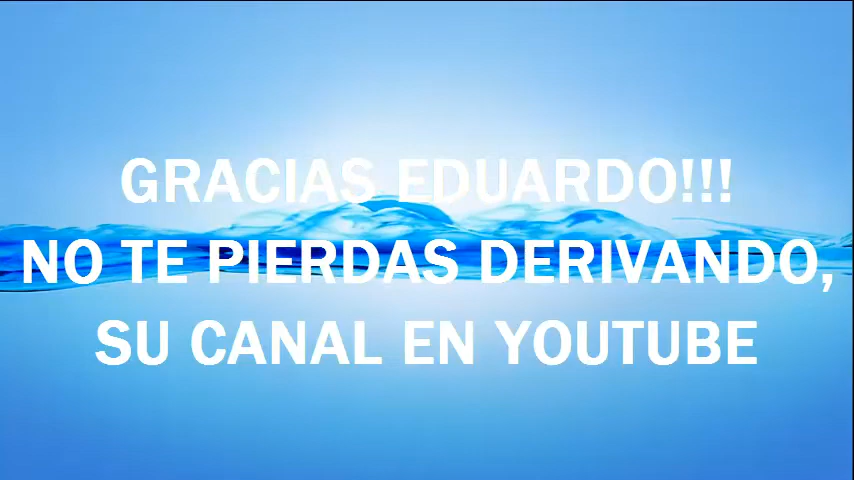 GRACIAS EDUARDO!!!
NO TE PIERDAS DERIVANDO,
SU CANAL EN YOUTUBE